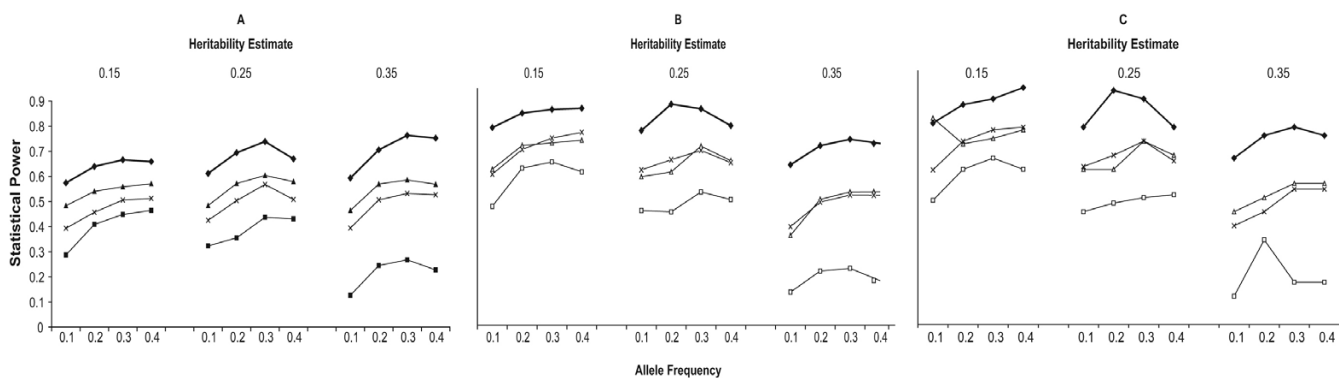 A B C
Heritability Estimate Heritability Estimate Heritability Estimate
0.15 0.25 0.35 0.15 0.25 0.35 0.15 0.25 0.35
0.9
0.8
0.7
0.6
0.5
0.4
0.3
0.2
0.1
0
Statistical Power
0.1 0.2 0.3 0.4 0.1 0.2 0.3 0.4 0.1 0.2 0.3 0.4 0.1 0.2 0.3 0.4 0.1 0.2 0.3 0.4 0.1 0.2 0.3 0.4 0.1 0.2 0.3 0.4 0.1 0.2 0.3 0.4 0.1 0.2 0.3 0.4
Allele Frequency